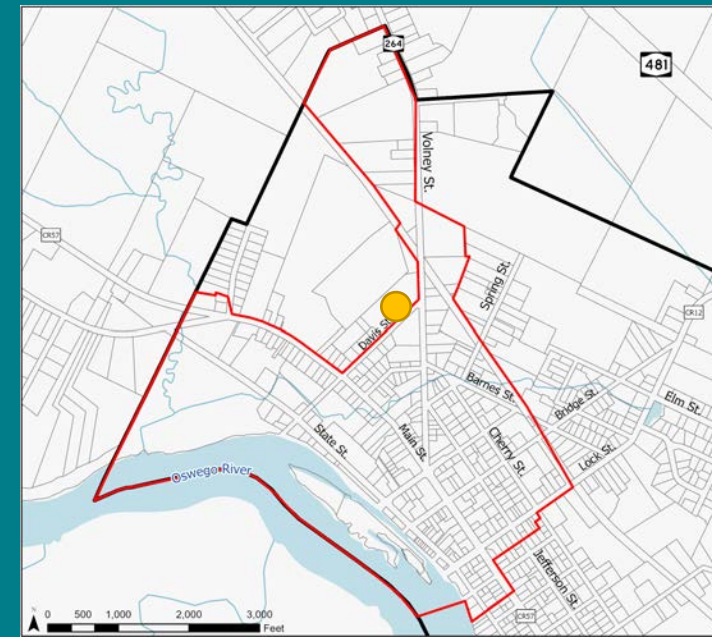 264
481
Volney St.
CR57
Spring St.
CR12
Davis St.
Barnes St.
Bridge St.
Elm St.
State St.
Main St.
Cherry St.
Lock St.
Oswego River
Jefferson St.
CR57
N
0 500 1,000 2,000 3,000
Feet